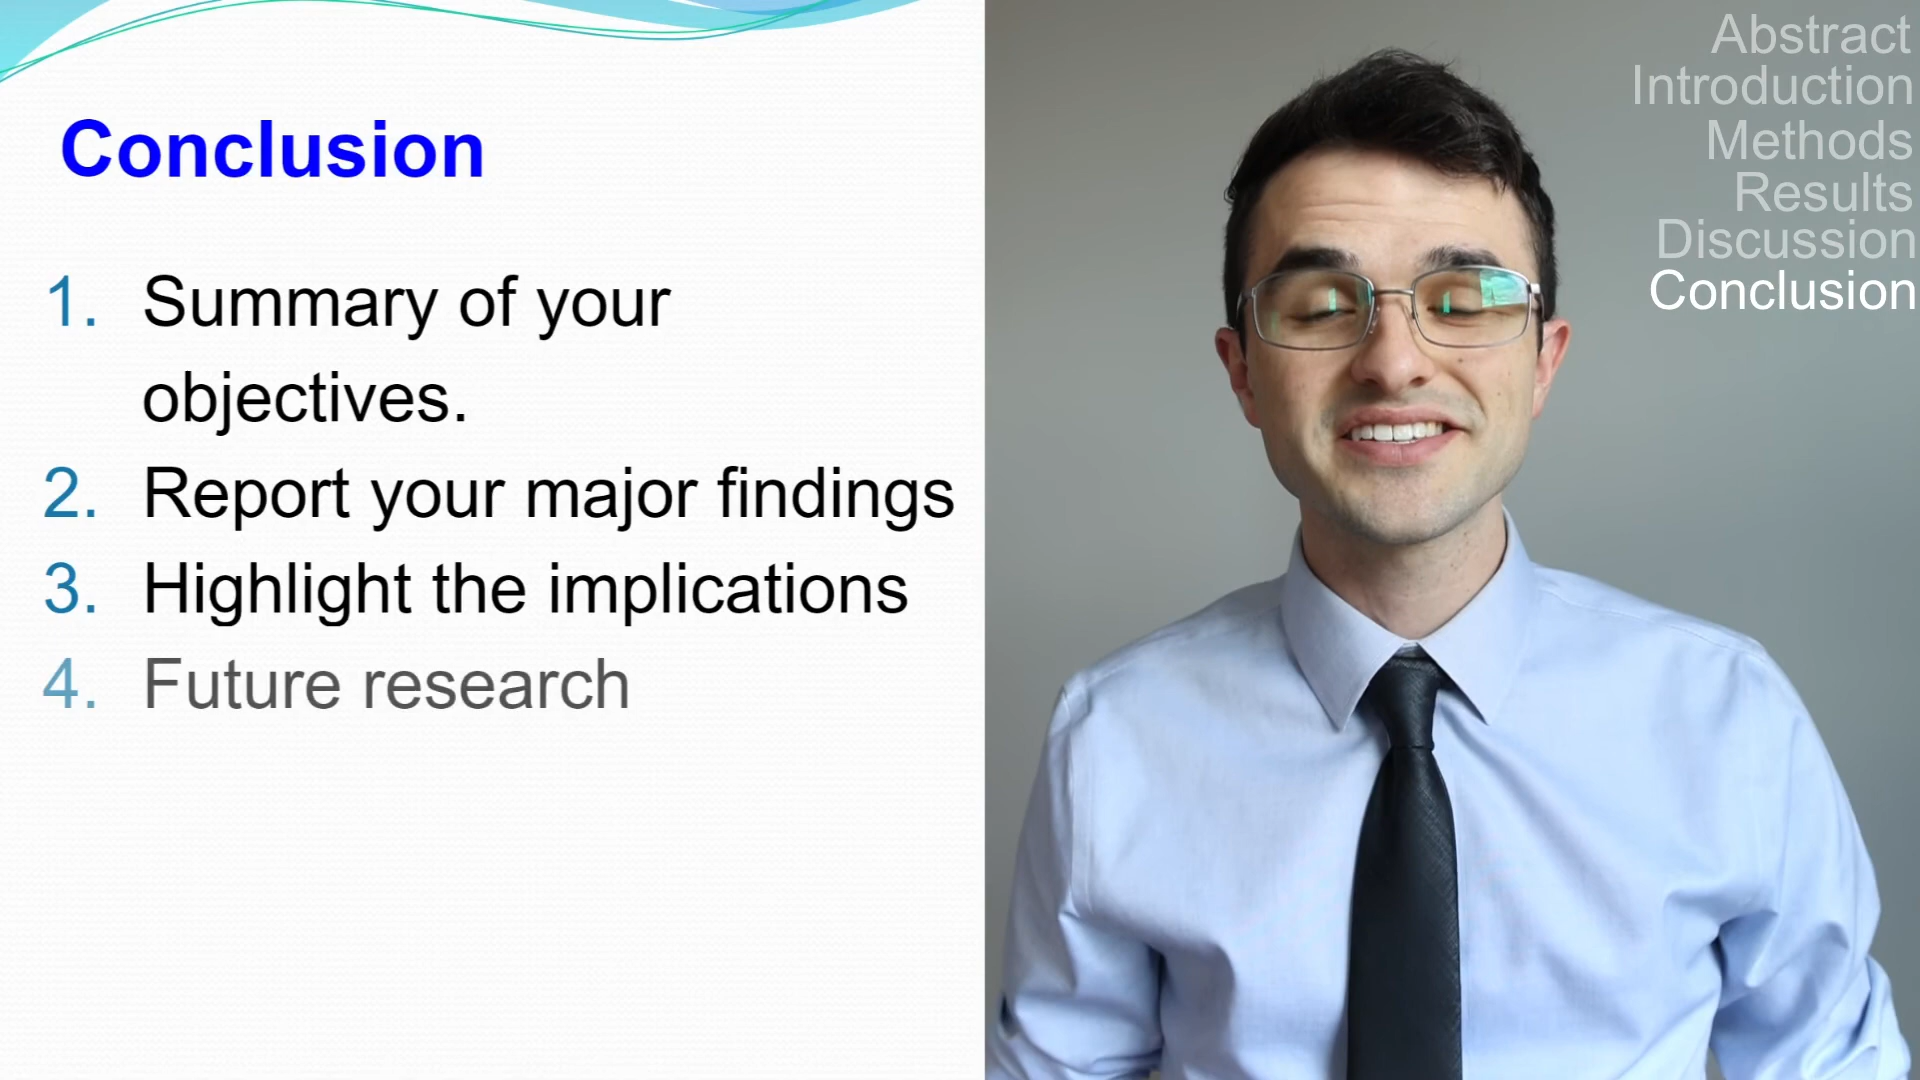 Conclusion
1. Summary of your
objectives.
2. Report your major findings
3. Highlight the implications
4. Future research
Abstract
Introduction
Methods
Results
Discussion
Conclusion